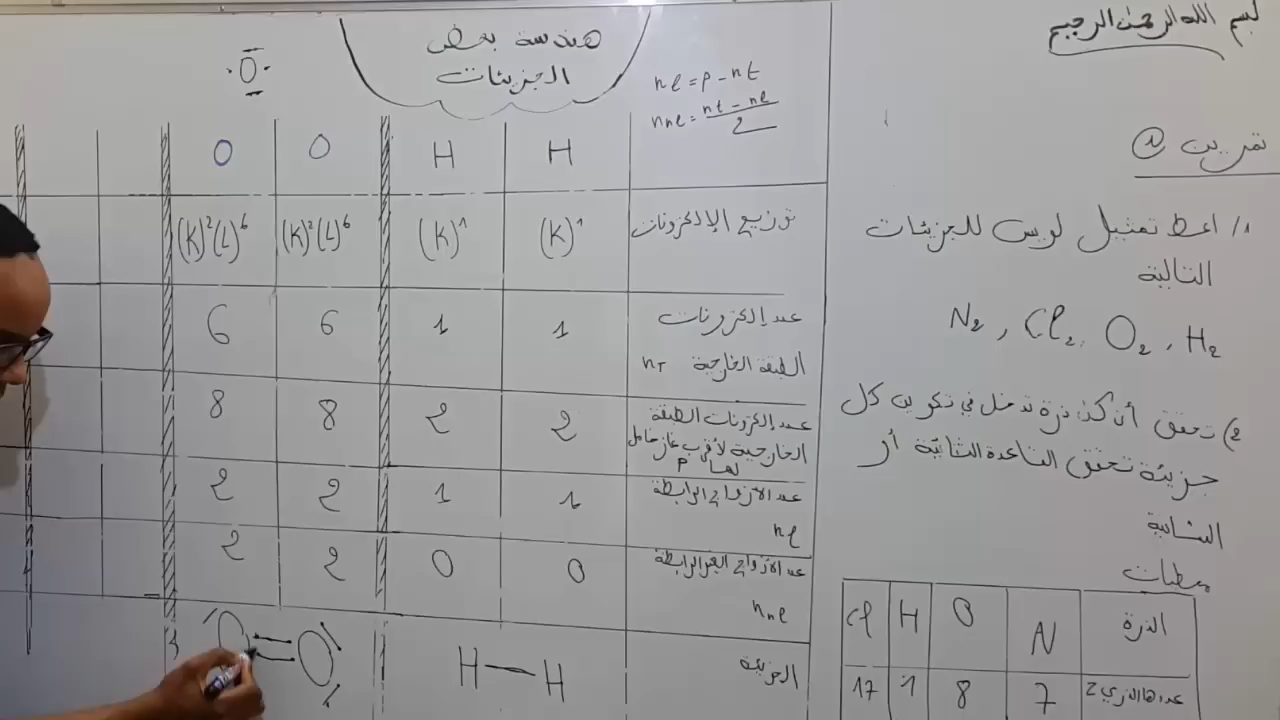 بسم الله الرحمن الرحيم
تمرين ①
1/ اعط تمثيل لويس للجزيئات
التالية
N₂ , Cl₂ , O₂ , H₂
2) تحقق أن كل ذرة تدخل في تكوين كل
جزيئة تحقق القاعدة الثمانية أو
الثنائية
معطيات
الذرة N O H Cl
عددها الذري Z 7 8 1 17
هندسة بعض
الجزيئات
nl = P - nt
nnl = nt - nl / 2
·O·
H H O O
توزيع الإلكترونات (K)¹ (K)¹ (K)²(L)⁶ (K)²(L)⁶
عدد إلكترونات
الطبقة الخارجية nT 1 1 6 6
عدد إلكترونات الطبقة
الخارجية لأقرب غاز خامل
لها P 2 2 8 8
عدد الأزواج الرابطة
nl 1 1 2 2
عدد الأزواج الغير الرابطة
nnl 0 0 2 2
الجزيئة H—H O=O